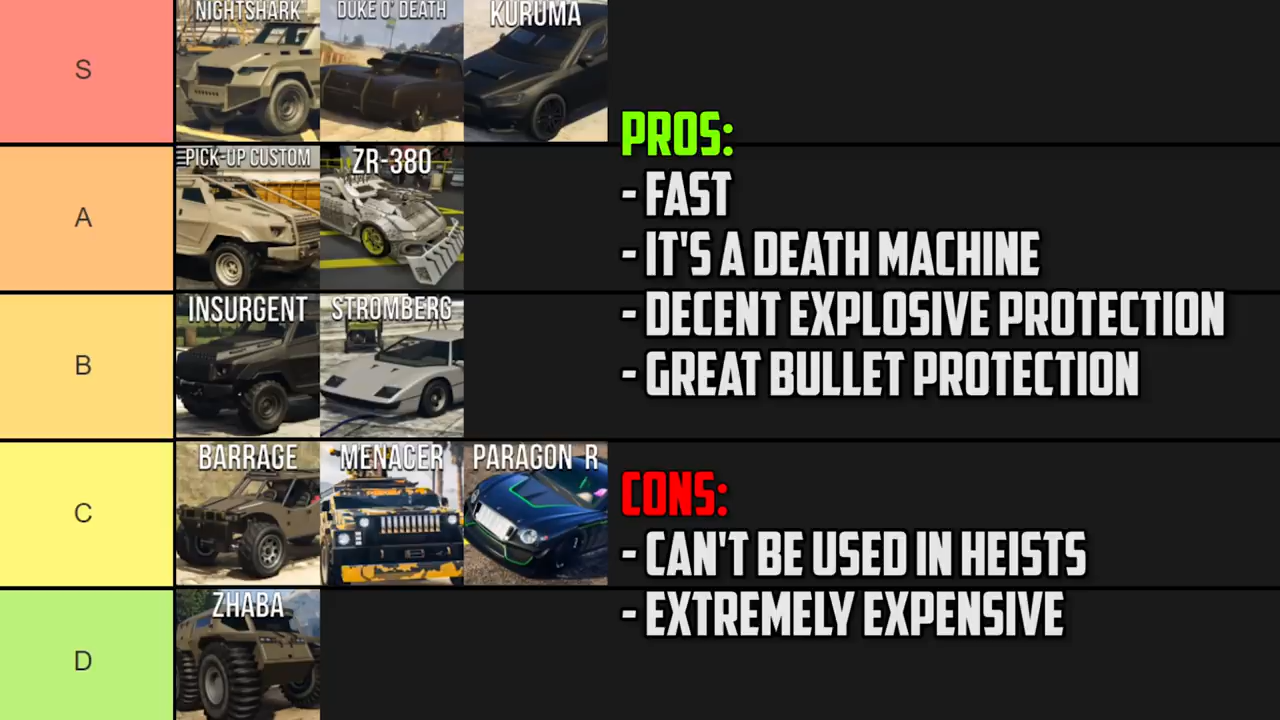 S
NIGHTSHARK
DUKE O' DEATH
KURUMA
A
PICK-UP CUSTOM
ZR-380
B
INSURGENT
STROMBERG
C
BARRAGE
MENACER
PARAGON R
D
ZHABA
PROS:
- FAST
- IT'S A DEATH MACHINE
- DECENT EXPLOSIVE PROTECTION
- GREAT BULLET PROTECTION
CONS:
- CAN'T BE USED IN HEISTS
- EXTREMELY EXPENSIVE